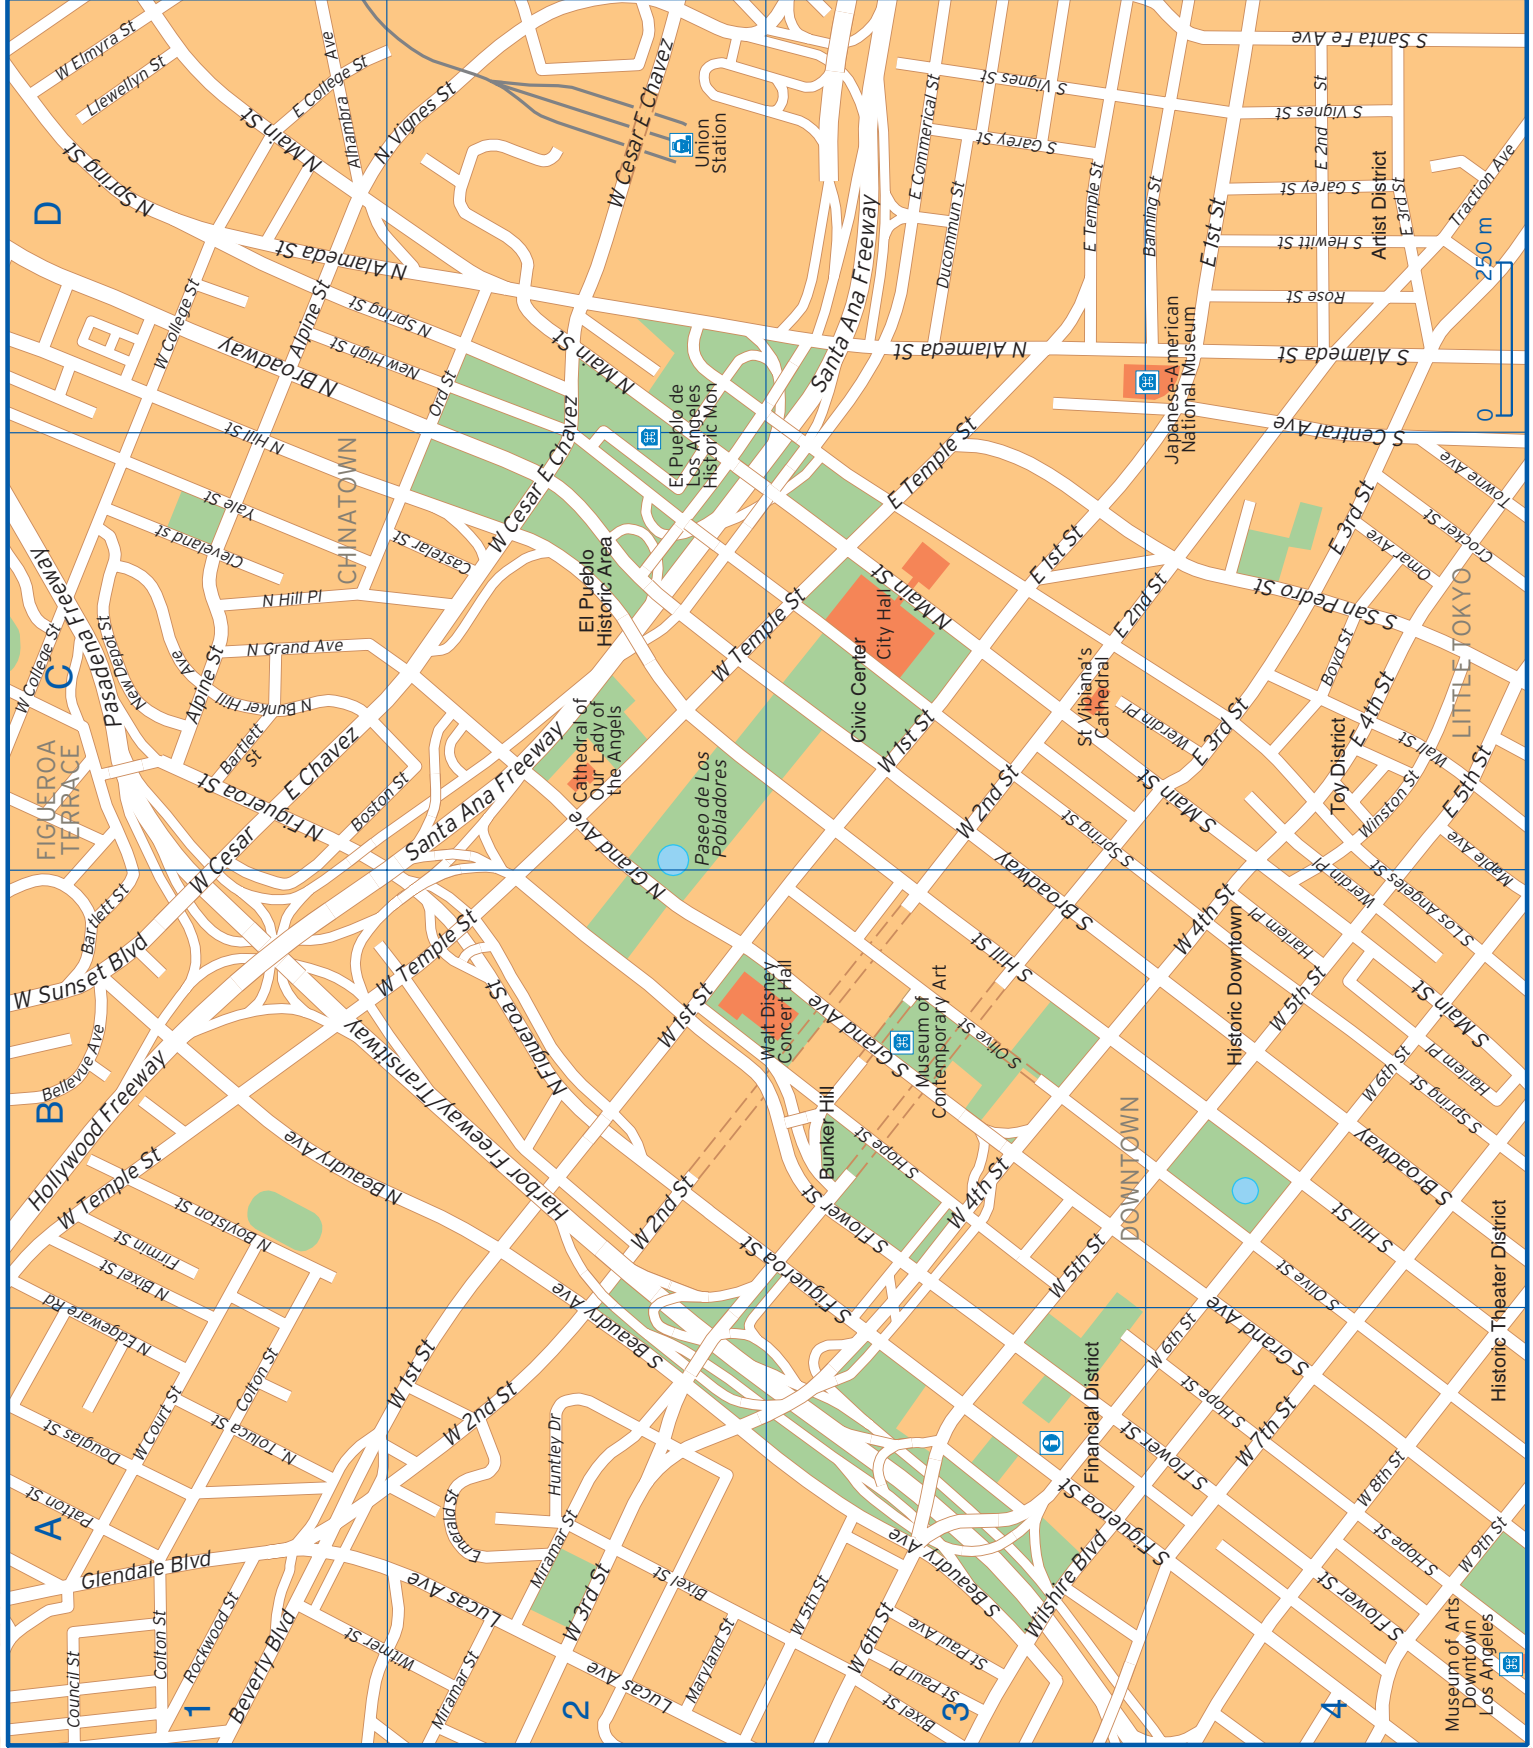 W Elmyra St
Llewellyn St
N Spring St
N Main St
E College St
Alhambra Ave
N. Vignes St
W Cesar E Chavez
Union
Station
D
N Alameda St
W College St
Alpine St
N Spring St
New High St
N Broadway
Ord St
N Hill St
N Main St
Santa Ana Freeway
El Pueblo de
Los Angeles
Historic Mon
E Commerical St
Ducommun St
S Vignes St
S Garey St
E Temple St
Banning St
E 1st St
S Santa Fe Ave
S Vignes St
E 2nd St
S Garey St
Artist District
E 3rd St
S Hewitt St
Traction Ave
Rose St
N Alameda St
S Alameda St
Japanese-American
National Museum
S Central Ave
0
250 m
CHINATOWN
Yale St
Cleveland St
Castelar St
W Cesar E Chavez
El Pueblo
Historic Area
N Hill Pl
N Grand Ave
Pasadena Freeway
W College St
New Depot St
C
Alpine St
N Bunker Hill Ave
Bartlett
St
FIGUEROA
TERRACE
N Figueroa St
W Cesar E Chavez
Boston St
Santa Ana Freeway
Cathedral of
Our Lady of
the Angels
N Grand Ave
Paseo de Los
Pobladores
W Temple St
E Temple St
N Main St
City Hall
Civic Center
W 1st St
E 1st St
E 2nd St
W 2nd St
St Vibiana's
Cathedral
Werdin Pl
E 3rd St
S Main St
S Spring St
S Broadway
S San Pedro St
E 3rd St
Omar Ave
Crocker St
Towne Ave
Boyd St
LITTLE TOKYO
E 4th St
Toy District
Wall St
Winston St
E 5th St
Maple Ave
S Los Angeles St
Werdin Pl
Harlem Pl
W 4th St
Historic Downtown
W 5th St
S Main St
Harlem Pl
S Spring St
W 6th St
S Broadway
S Hill St
Bartlett St
W Sunset Blvd
Bellevue Ave
B
Hollywood Freeway
W Temple St
W Temple St
N Figueroa St
N Figueroa St
Harbor Freeway/Transitway
N Beaudry Ave
N Boylston St
Firmin St
N Bixel St
N Edgeware Rd
W 1st St
Walt Disney
Concert Hall
S Grand Ave
Museum of
Contemporary Art
S Olive St
Bunker Hill
S Hope St
S Flower St
W 4th St
S Hill St
W 2nd St
S Figueroa St
S Beaudry Ave
DOWNTOWN
W 5th St
S Olive St
S Grand Ave
Historic Theater District
W 6th St
S Hope St
W 7th St
S Flower St
Financial District
S Figueroa St
W 8th St
S Hope St
W 9th St
S Flower St
Museum of Arts
Downtown
Los Angeles
W Court St
Colton St
Douglas St
Patton St
A
N. Toluca St
W 1st St
W 2nd St
Huntley Dr
Emerald St
Glendale Blvd
Lucas Ave
Miramar St
W 3rd St
Bixel St
Council St
Colton St
Rockwood St
Beverly Blvd
Witmer St
Miramar St
Lucas Ave
Maryland St
W 5th St
W 6th St
S Beaudry Ave
Wilshire Blvd
St Paul Ave
St Paul Pl
Bixel St
1
2
3
4